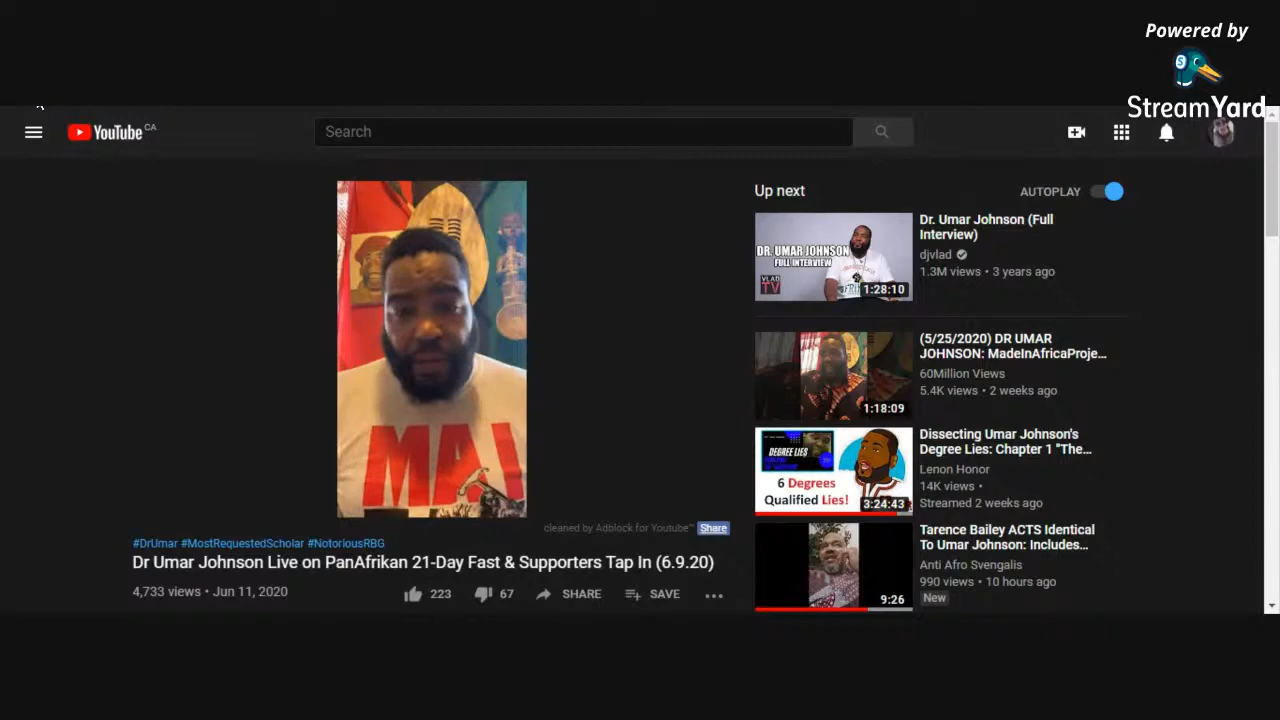 Powered by
StreamYard
YouTube CA
Search
MAI
cleaned by Adblock for Youtube™ Share
#DrUmar #MostRequestedScholar #NotoriousRBG
Dr Umar Johnson Live on PanAfrikan 21-Day Fast & Supporters Tap In (6.9.20)
4,733 views • Jun 11, 2020
223
67
SHARE
SAVE
Up next
AUTOPLAY
DR. UMAR JOHNSON
FULL INTERVIEW
VLAD
TV
1:28:10
Dr. Umar Johnson (Full
Interview)
djvlad
1.3M views • 3 years ago
1:18:09
(5/25/2020) DR UMAR
JOHNSON: MadeInAfricaProje...
60Million Views
5.4K views • 2 weeks ago
DEGREE LIES
6 Degrees
Qualified Lies!
3:24:43
Dissecting Umar Johnson's
Degree Lies: Chapter 1 "The...
Lenon Honor
14K views •
Streamed 2 weeks ago
9:26
Tarence Bailey ACTS Identical
To Umar Johnson: Includes...
Anti Afro Svengalis
990 views • 10 hours ago
New